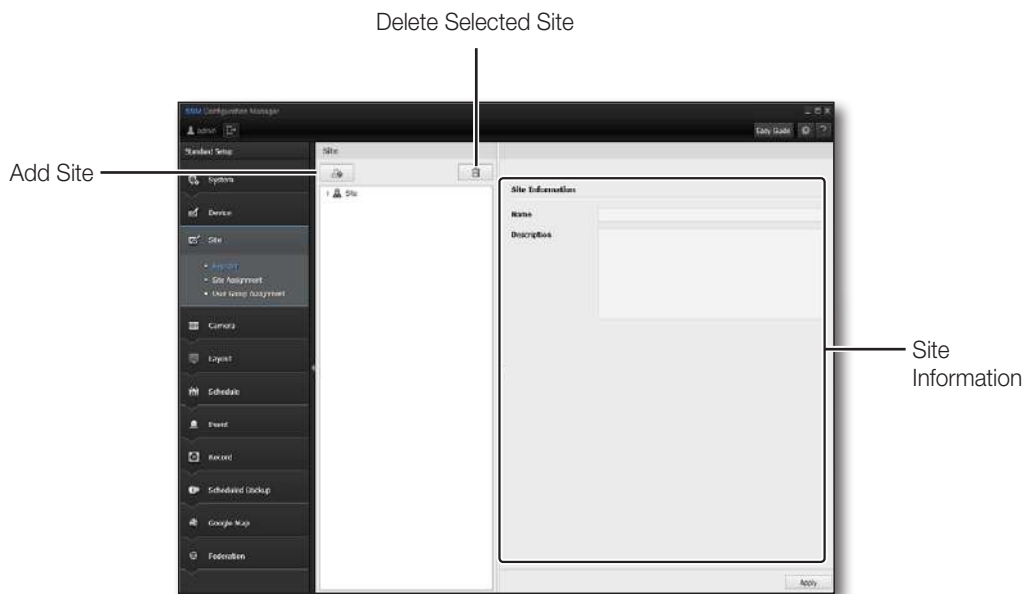 Delete Selected Site
SSM Configuration Manager
admin
Easy Guide
?
Standard Setup
Site
Add Site
System
Site
Site Information
Device
Name
Description
Site
Register
Site Assignment
User Group Assignment
Camera
Layout
Site
Information
Schedule
Event
Record
Scheduled Backup
Google Map
Federation
Apply